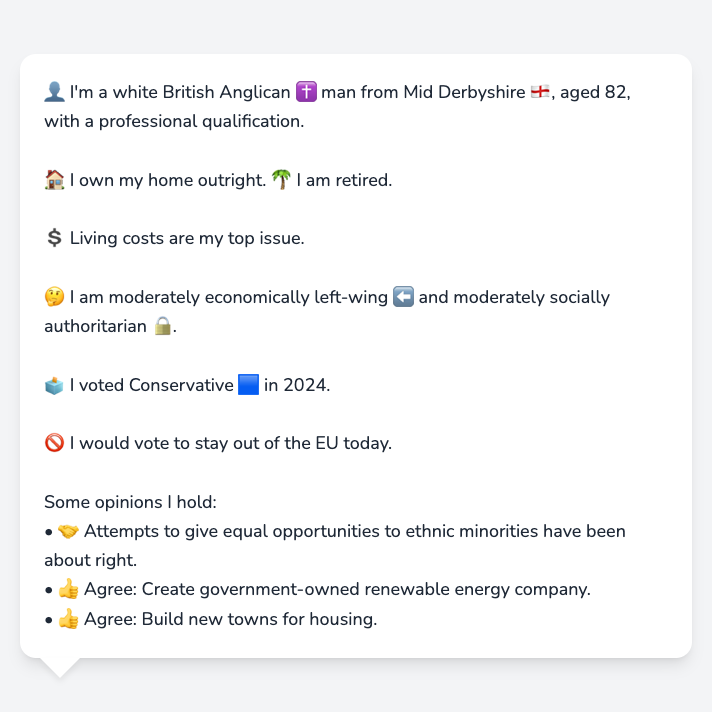 👤 I'm a white British Anglican ✝️ man from Mid Derbyshire 🏴󠁧󠁢󠁥󠁮󠁧󠁿, aged 82,
with a professional qualification.
🏠 I own my home outright. 🌴 I am retired.
💲 Living costs are my top issue.
🤔 I am moderately economically left-wing ⬅️ and moderately socially
authoritarian 🔒.
🗳️ I voted Conservative 🟦 in 2024.
🚫 I would vote to stay out of the EU today.
Some opinions I hold:
• 🤝 Attempts to give equal opportunities to ethnic minorities have been
about right.
• 👍 Agree: Create government-owned renewable energy company.
• 👍 Agree: Build new towns for housing.